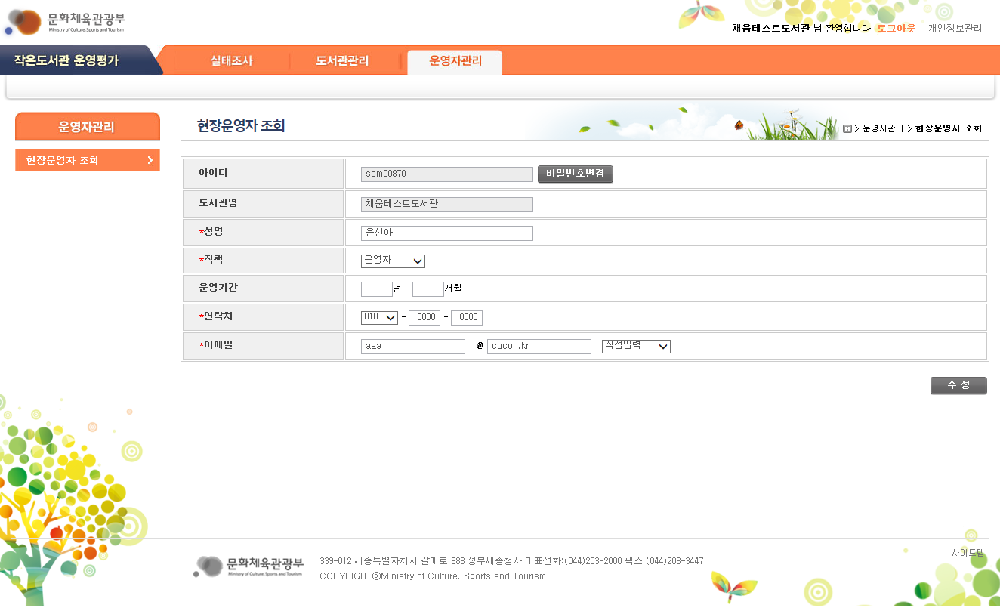 문화체육관광부
Ministry of Culture, Sports and Tourism
채움테스트도서관 님 환영합니다. 로그아웃 | 개인정보관리
작은도서관 운영평가 실태조사 도서관관리 운영자관리
운영자관리
현장운영자 조회
현장운영자 조회
H > 운영자관리 > 현장운영자 조회
아이디 sem00870 비밀번호변경
도서관명 채움테스트도서관
*성명 윤선아
*직책 운영자
운영기간 년 개월
*연락처 010 - 0000 - 0000
*이메일 aaa @ cucon.kr 직접입력
수 정
문화체육관광부
Ministry of Culture, Sports and Tourism
339-012 세종특별자치시 갈매로 388 정부세종청사 대표전화:(044)203-2000 팩스:(044)203-3447
COPYRIGHTⓒMinistry of Culture, Sports and Tourism
사이트맵